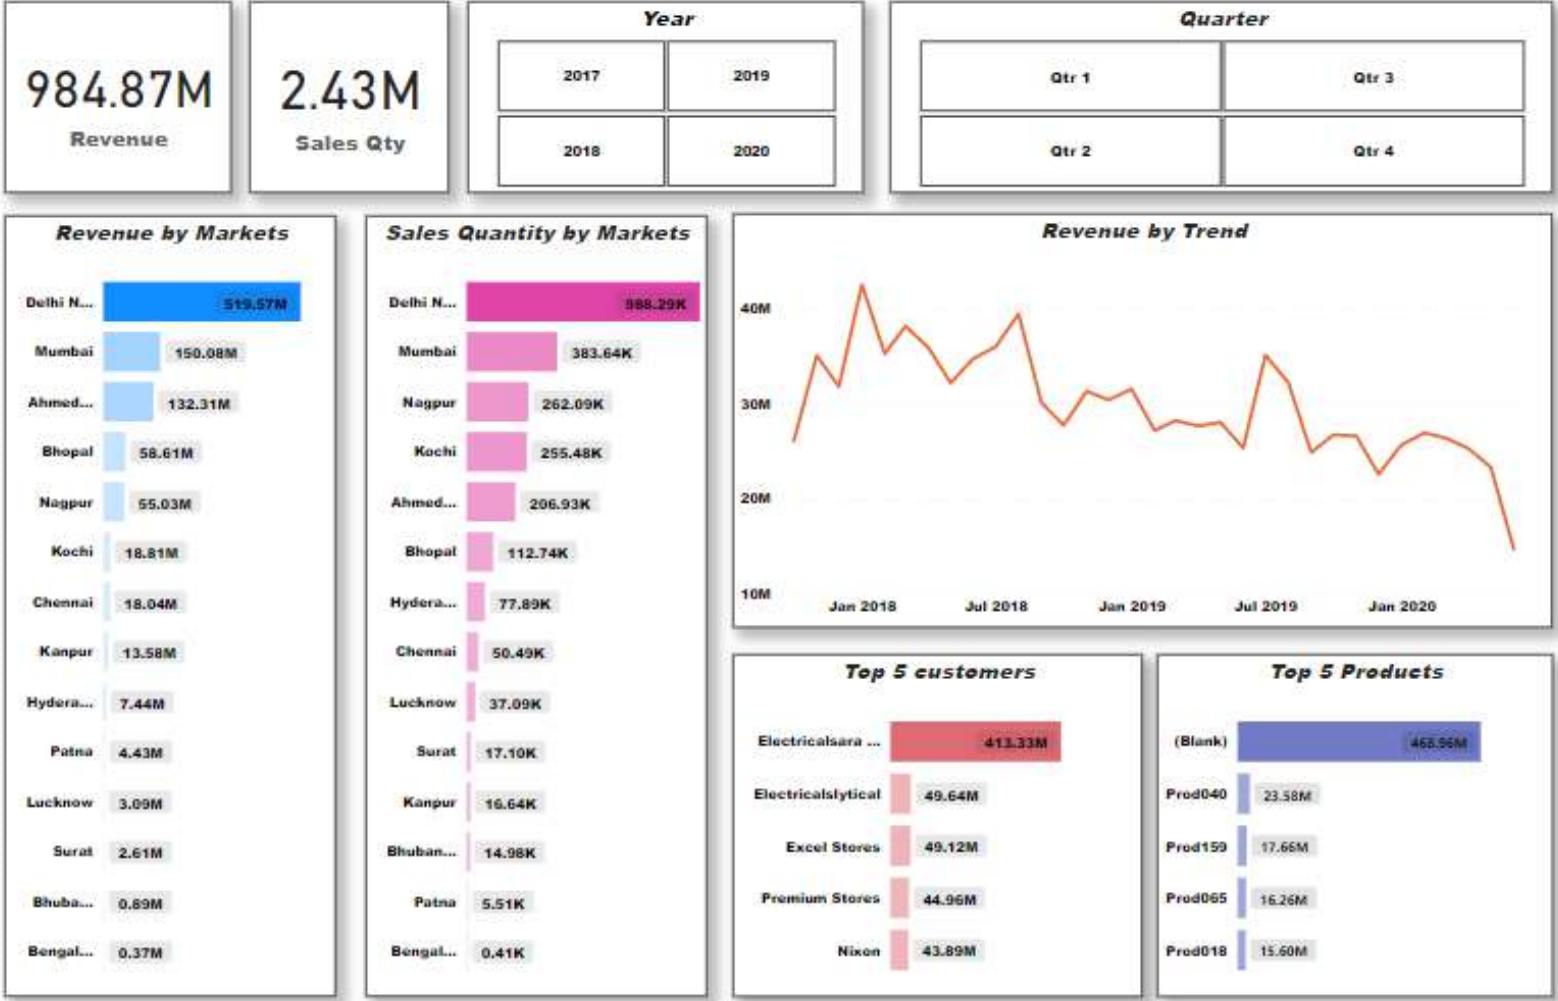 984.87M
Revenue
2.43M
Sales Qty
Year
2017
2019
2018
2020
Quarter
Qtr 1
Qtr 3
Qtr 2
Qtr 4
Revenue by Markets
Delhi N... 519.57M
Mumbai 150.08M
Ahmed... 132.31M
Bhopal 58.61M
Nagpur 55.03M
Kochi 18.81M
Chennai 18.04M
Kanpur 13.58M
Hydera... 7.44M
Patna 4.43M
Lucknow 3.09M
Surat 2.61M
Bhuba... 0.89M
Bengal... 0.37M
Sales Quantity by Markets
Delhi N... 988.29K
Mumbai 383.64K
Nagpur 262.09K
Kochi 255.48K
Ahmed... 206.93K
Bhopal 112.74K
Hydera... 77.89K
Chennai 50.49K
Lucknow 37.09K
Surat 17.10K
Kanpur 16.64K
Bhuban... 14.98K
Patna 5.51K
Bengal... 0.41K
Revenue by Trend
40M
30M
20M
10M
Jan 2018 Jul 2018 Jan 2019 Jul 2019 Jan 2020
Top 5 customers
Electricalsara ... 413.33M
Electricalslytical 49.64M
Excel Stores 49.12M
Premium Stores 44.96M
Nixon 43.89M
Top 5 Products
(Blank)
Prod040 23.58M
Prod159 17.66M
Prod065 16.26M
Prod018 15.60M